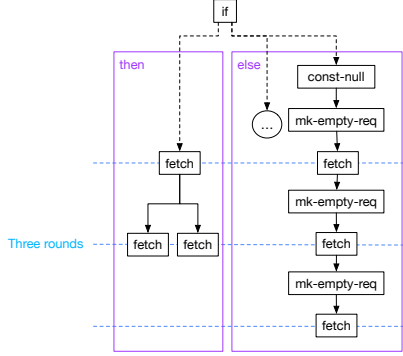 if
then
else
const-null
...
mk-empty-req
fetch
fetch
mk-empty-req
Three rounds
fetch
fetch
fetch
mk-empty-req
fetch